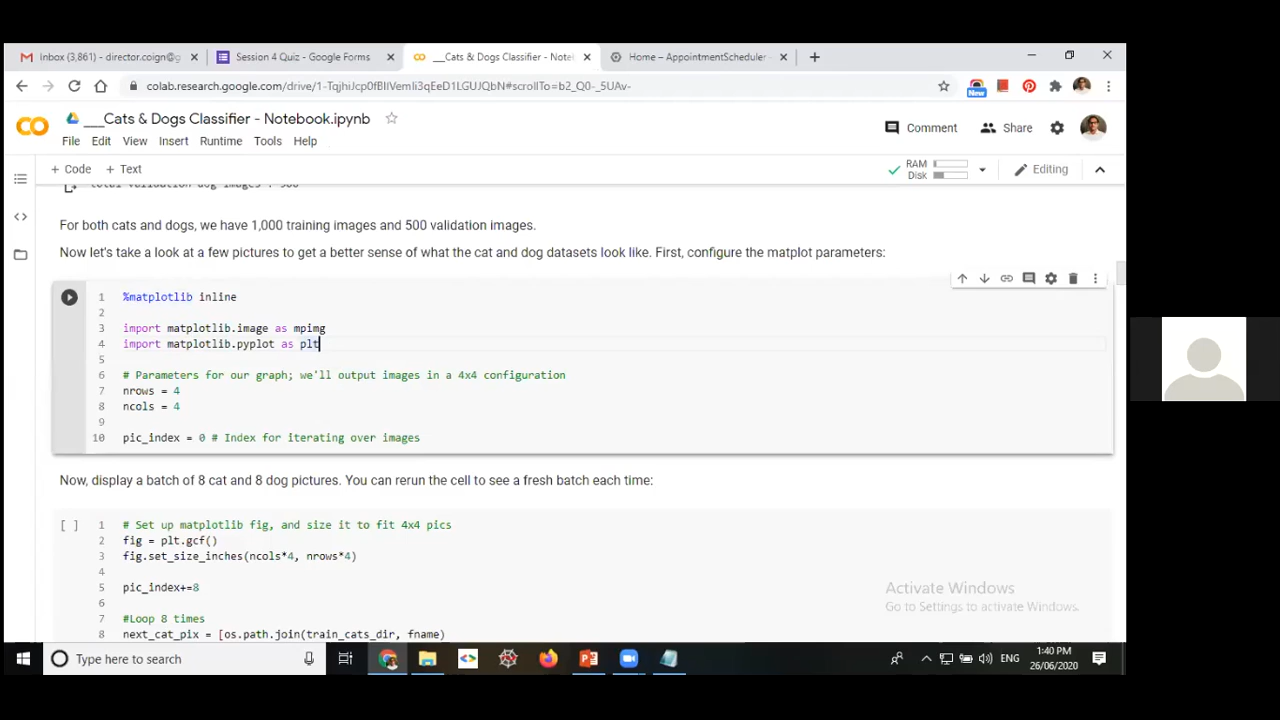 Inbox (3,861) - director.coign@g
Session 4 Quiz - Google Forms
___Cats & Dogs Classifier - Note
Home – AppointmentScheduler
colab.research.google.com/drive/1-TqjhiJcp0fBIlVemIi3qEeD1LGUJQbN#scrollTo=b2_Q0-_5UAv-
New
CO
___Cats & Dogs Classifier - Notebook.ipynb
Comment
Share
File Edit View Insert Runtime Tools Help
+ Code + Text
RAM
Disk
Editing
total validation dog images : 500
For both cats and dogs, we have 1,000 training images and 500 validation images.
Now let's take a look at a few pictures to get a better sense of what the cat and dog datasets look like. First, configure the matplot parameters:
1 %matplotlib inline
2
3 import matplotlib.image as mpimg
4 import matplotlib.pyplot as plt
5
6 # Parameters for our graph; we'll output images in a 4x4 configuration
7 nrows = 4
8 ncols = 4
9
10 pic_index = 0 # Index for iterating over images
Now, display a batch of 8 cat and 8 dog pictures. You can rerun the cell to see a fresh batch each time:
[ ] 1 # Set up matplotlib fig, and size it to fit 4x4 pics
2 fig = plt.gcf()
3 fig.set_size_inches(ncols*4, nrows*4)
4
5 pic_index+=8
6
7 #Loop 8 times
8 next_cat_pix = [os.path.join(train_cats_dir, fname)
Activate Windows
Go to Settings to activate Windows.
Type here to search
ENG
1:40 PM
26/06/2020